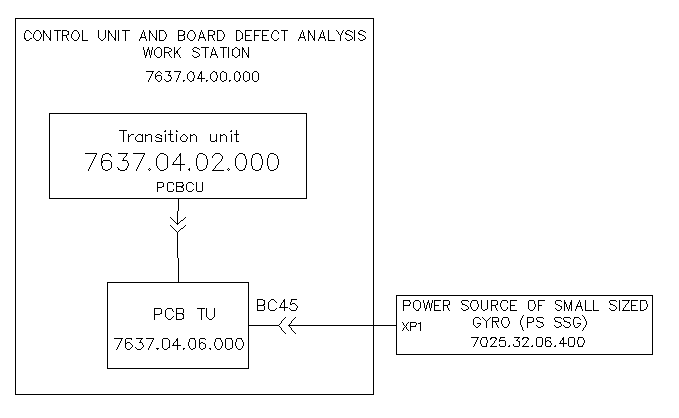 CONTROL UNIT AND BOARD DEFECT ANALYSIS
WORK STATION
7637.04.00.000
Transition unit
7637.04.02.000
PCBCU
PCB TU
7637.04.06.000
BC45
XP1
POWER SOURCE OF SMALL SIZED
GYRO (PS SSG)
7025.32.06.400